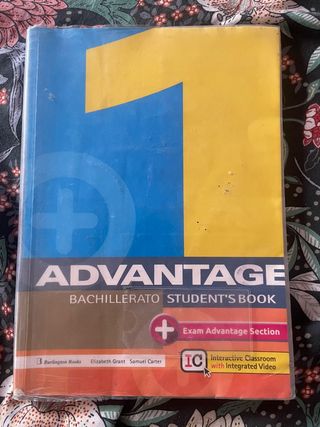 1
ADVANTAGE
BACHILLERATO STUDENT'S BOOK
+ Exam Advantage Section
Burlington Books Elizabeth Grant Samuel Carter
IC Interactive Classroom
with Integrated Video